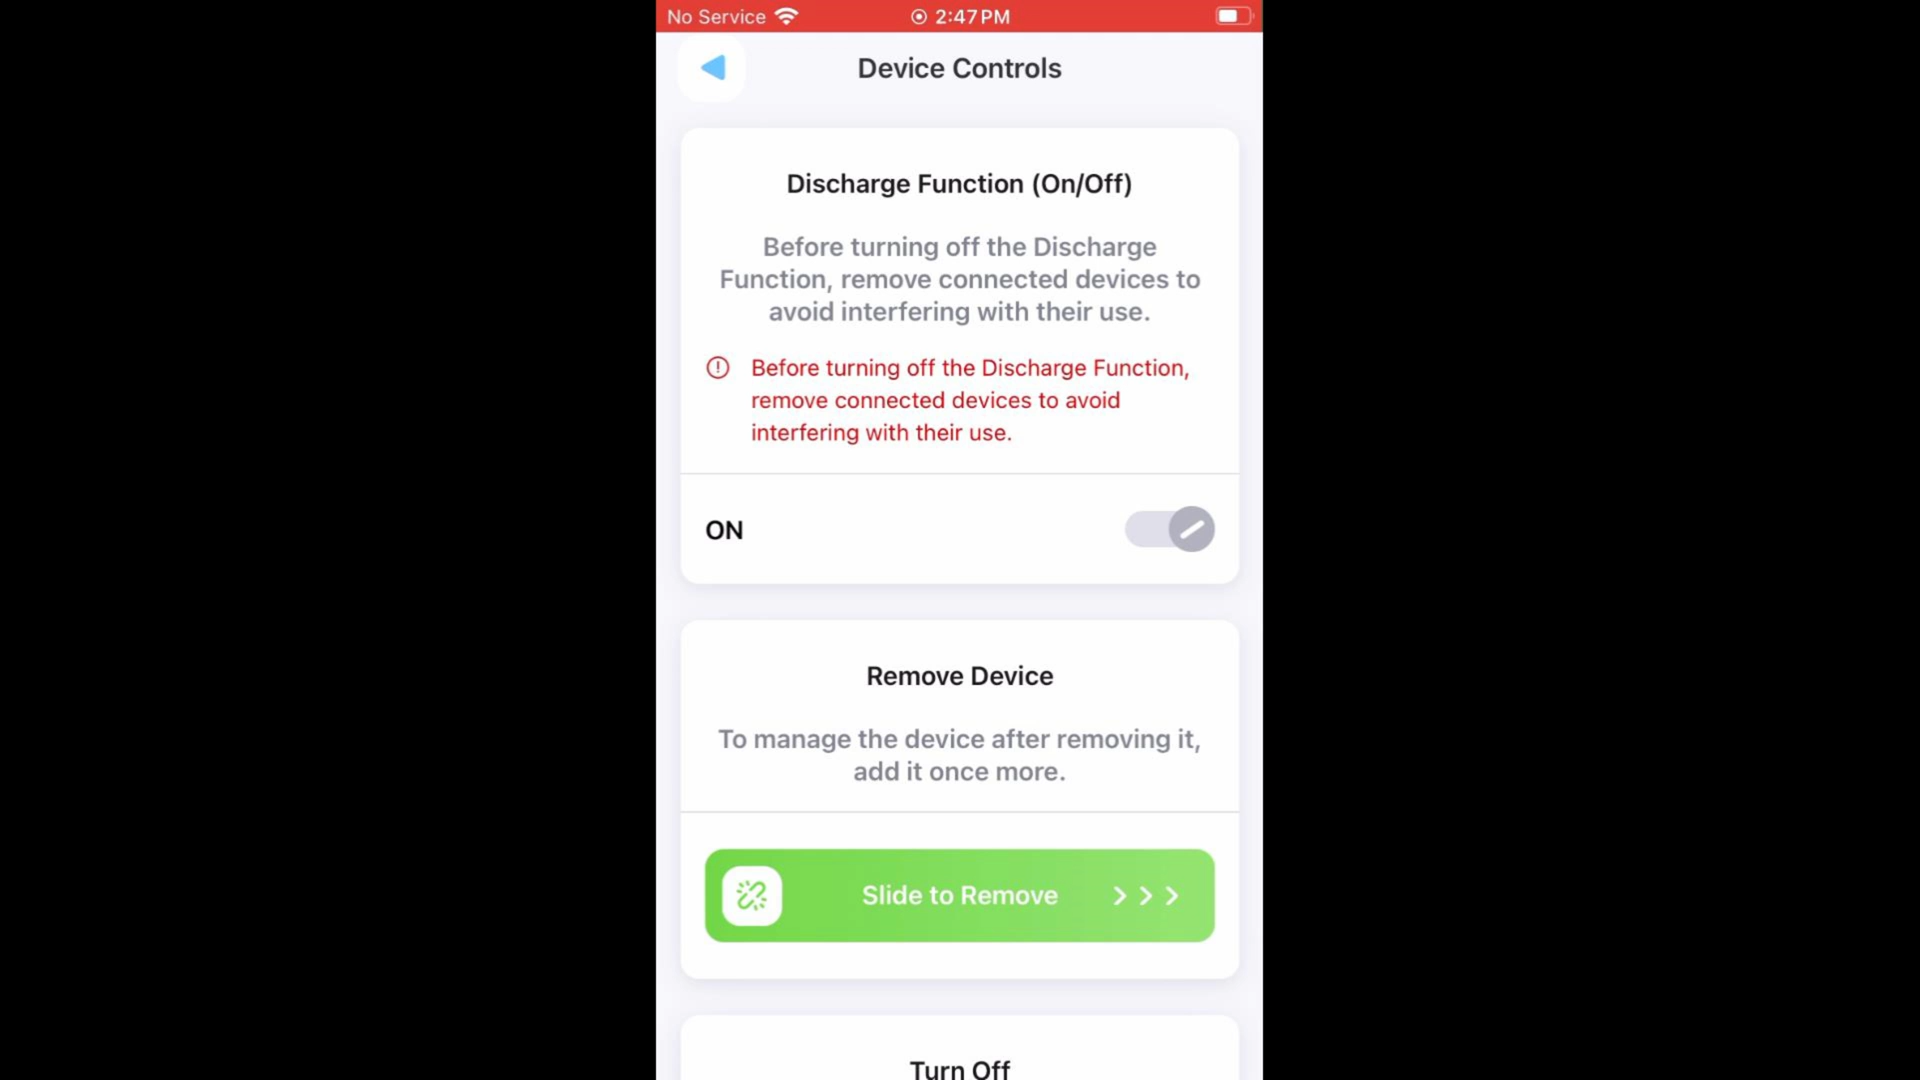 No Service 2:47 PM
Device Controls
Discharge Function (On/Off)
Before turning off the Discharge
Function, remove connected devices to
avoid interfering with their use.
Before turning off the Discharge Function,
remove connected devices to avoid
interfering with their use.
ON
Remove Device
To manage the device after removing it,
add it once more.
Slide to Remove
Turn Off